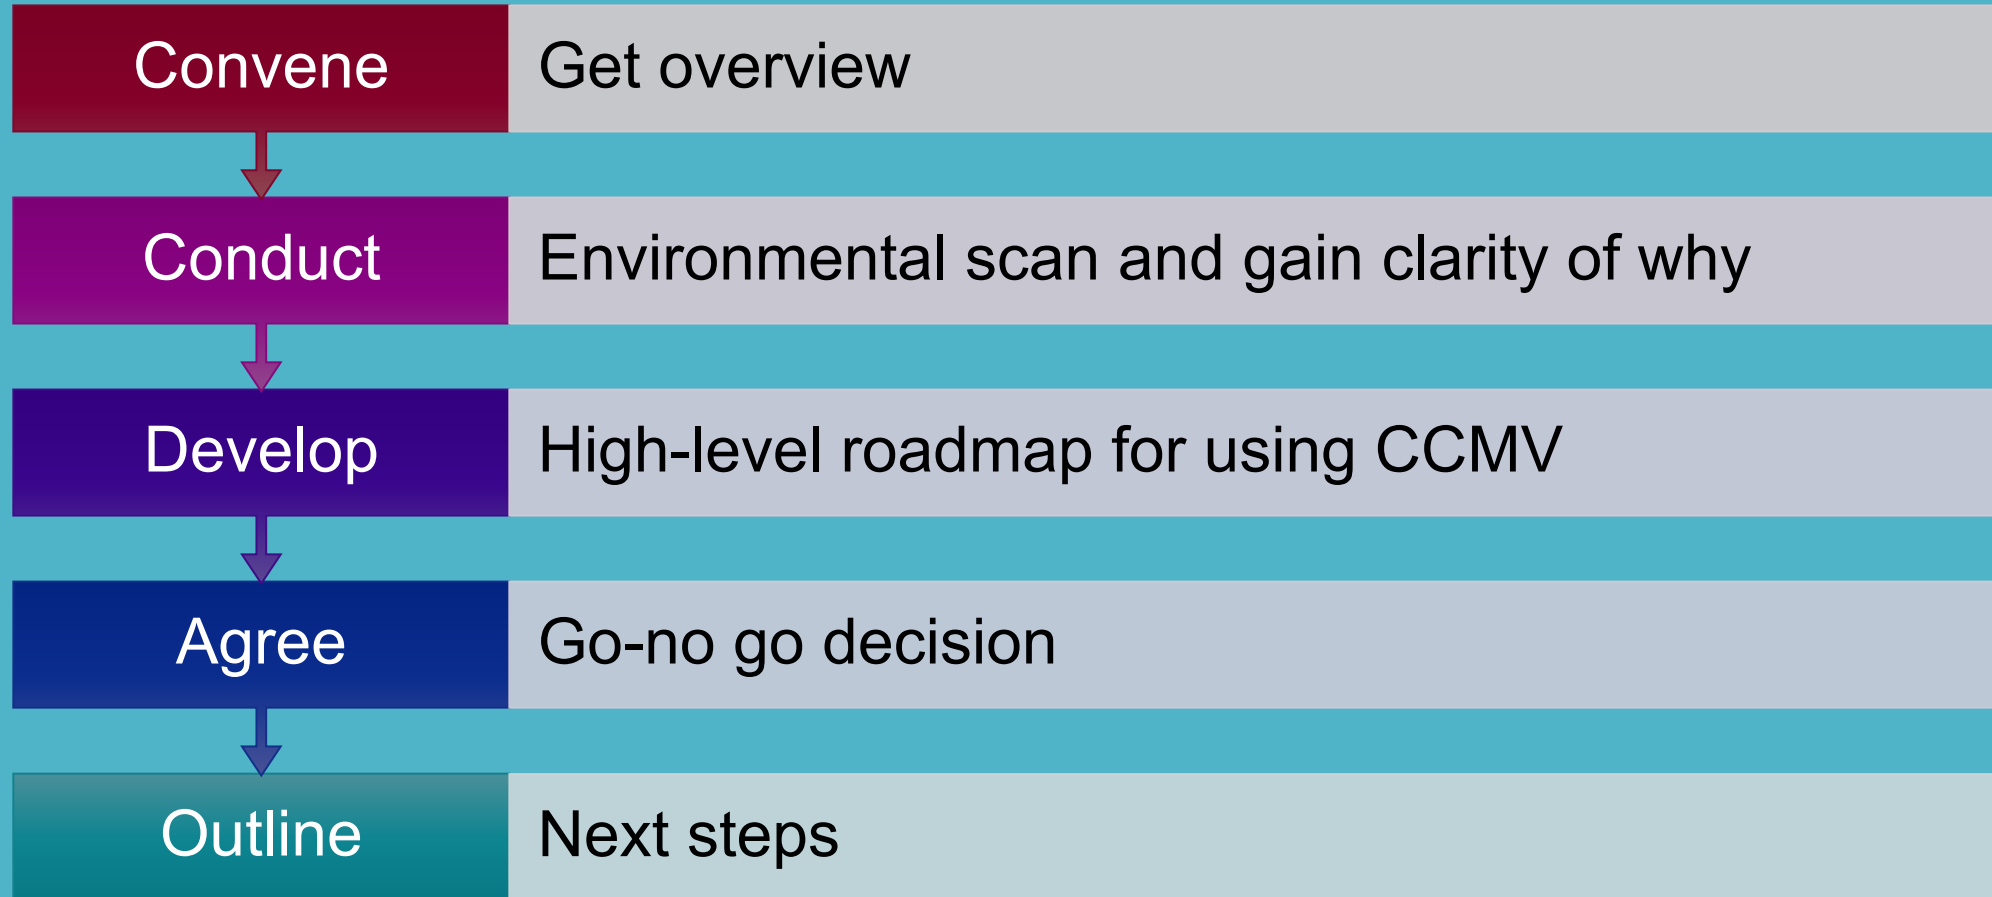 Convene
Get overview
Conduct
Environmental scan and gain clarity of why
Develop
High-level roadmap for using CCMV
Agree
Go-no go decision
Outline
Next steps